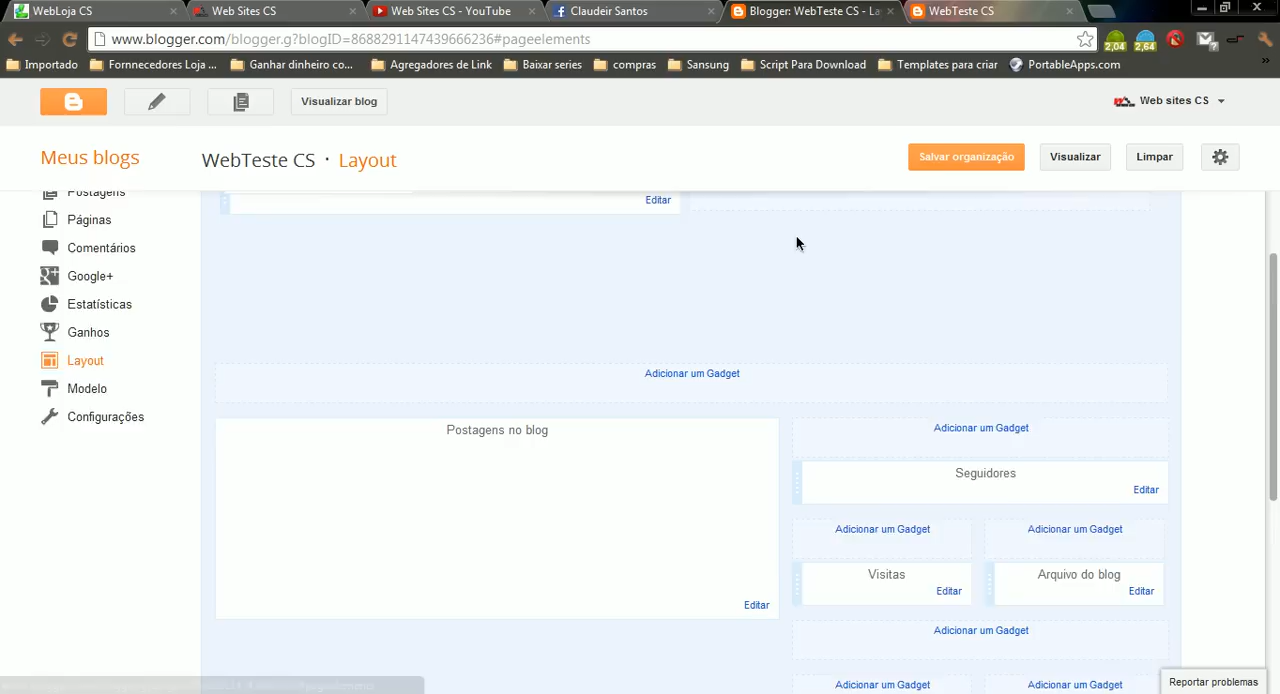 WebLoja CS
Web Sites CS
Web Sites CS - YouTube
Claudeir Santos
Blogger: WebTeste CS - La
WebTeste CS
www.blogger.com/blogger.g?blogID=8688291147439666236#pageelements
2,04
2,64
Importado
Fornnecedores Loja ...
Ganhar dinheiro co...
Agregadores de Link
Baixar series
compras
Sansung
Script Para Download
Templates para criar
PortableApps.com
Visualizar blog
Web sites CS
Meus blogs
WebTeste CS · Layout
Salvar organização
Visualizar
Limpar
Postagens
Páginas
Comentários
Google+
Estatísticas
Ganhos
Layout
Modelo
Configurações
Editar
Adicionar um Gadget
Postagens no blog
Editar
Adicionar um Gadget
Seguidores
Editar
Adicionar um Gadget
Adicionar um Gadget
Visitas
Editar
Arquivo do blog
Editar
Adicionar um Gadget
Adicionar um Gadget
Adicionar um Gadget
Reportar problemas